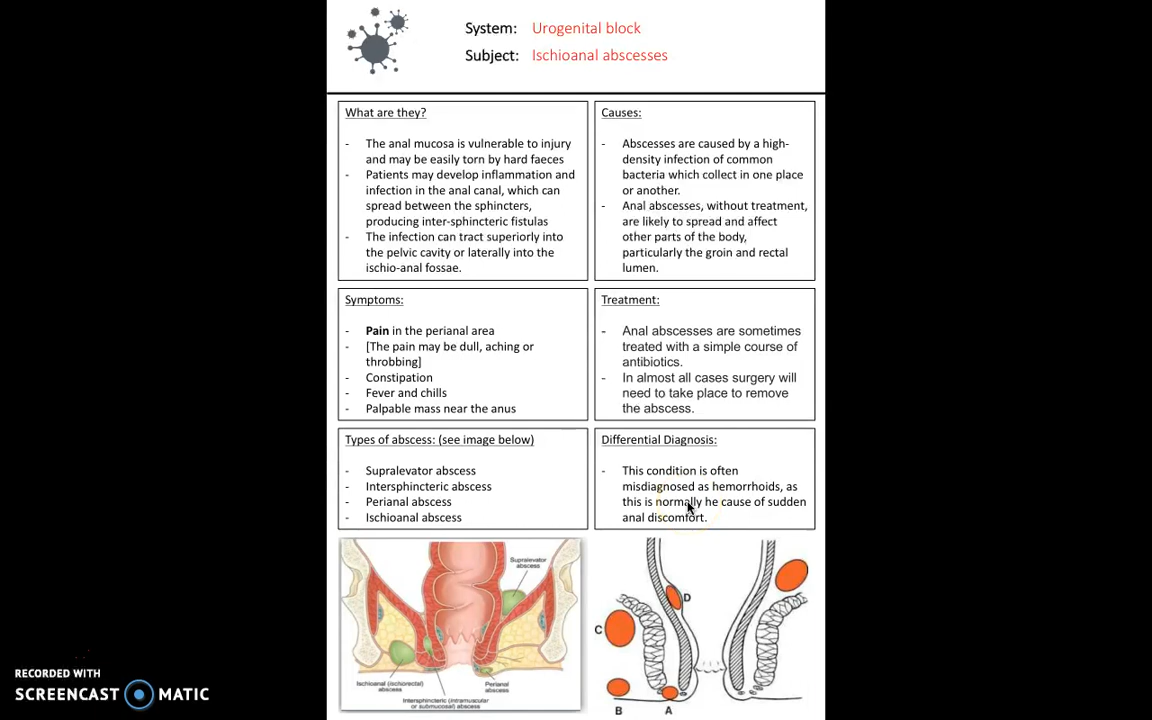 System: Urogenital block
Subject: Ischioanal abscesses
What are they?
- The anal mucosa is vulnerable to injury
and may be easily torn by hard faeces
- Patients may develop inflammation and
infection in the anal canal, which can
spread between the sphincters,
producing inter-sphincteric fistulas
- The infection can tract superiorly into
the pelvic cavity or laterally into the
ischio-anal fossae.
Causes:
- Abscesses are caused by a high-
density infection of common
bacteria which collect in one place
or another.
- Anal abscesses, without treatment,
are likely to spread and affect
other parts of the body,
particularly the groin and rectal
lumen.
Symptoms:
- Pain in the perianal area
- [The pain may be dull, aching or
throbbing]
- Constipation
- Fever and chills
- Palpable mass near the anus
Treatment:
- Anal abscesses are sometimes
treated with a simple course of
antibiotics.
- In almost all cases surgery will
need to take place to remove
the abscess.
Types of abscess: (see image below)
- Supralevator abscess
- Intersphincteric abscess
- Perianal abscess
- Ischioanal abscess
Differential Diagnosis:
- This condition is often
misdiagnosed as hemorrhoids, as
this is normally he cause of sudden
anal discomfort.
Supralevator
abscess
Ischioanal (ischiorectal)
abscess
Perianal
abscess
Intersphincteric (intramuscular
or submucosal) abscess
D
C
B
A
RECORDED WITH
SCREENCAST MATIC